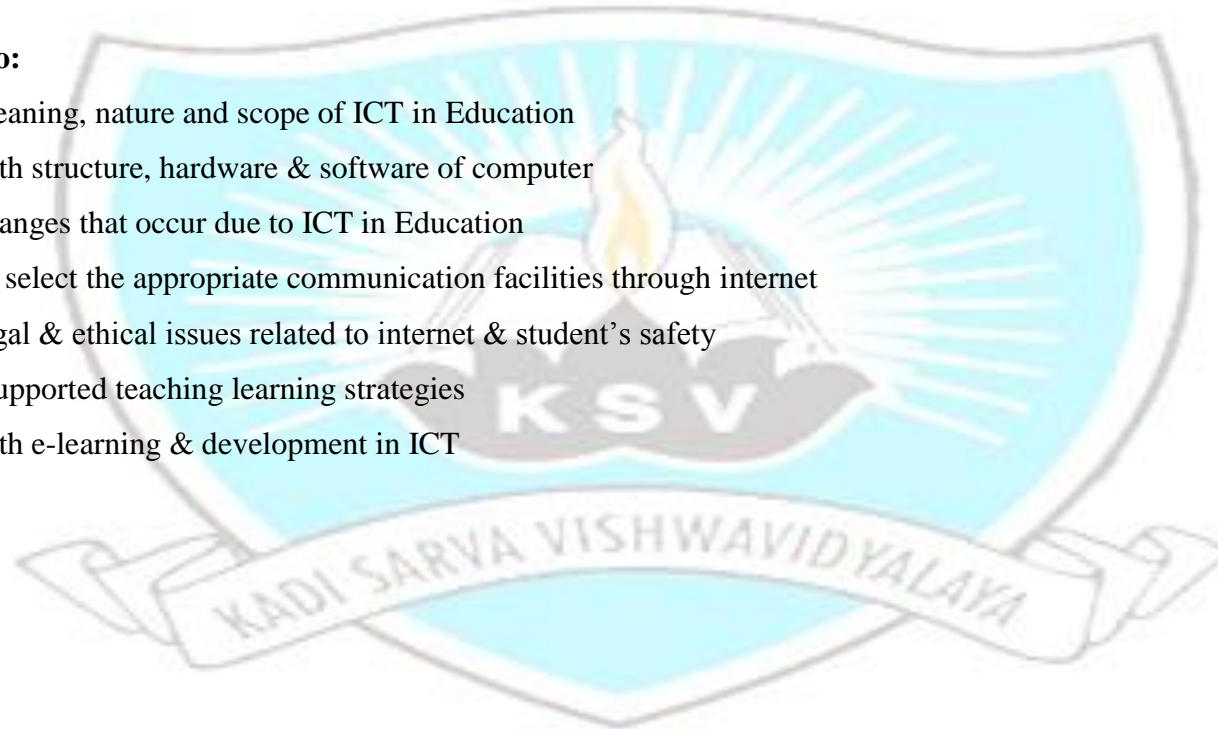 o:
eaning, nature and scope of ICT in Education
th structure, hardware & software of computer
anges that occur due to ICT in Education
select the appropriate communication facilities through internet
gal & ethical issues related to internet & student’s safety
upported teaching learning strategies
th e-learning & development in ICT
KSV
KADI SARVA VISHWAVIDYALAYA